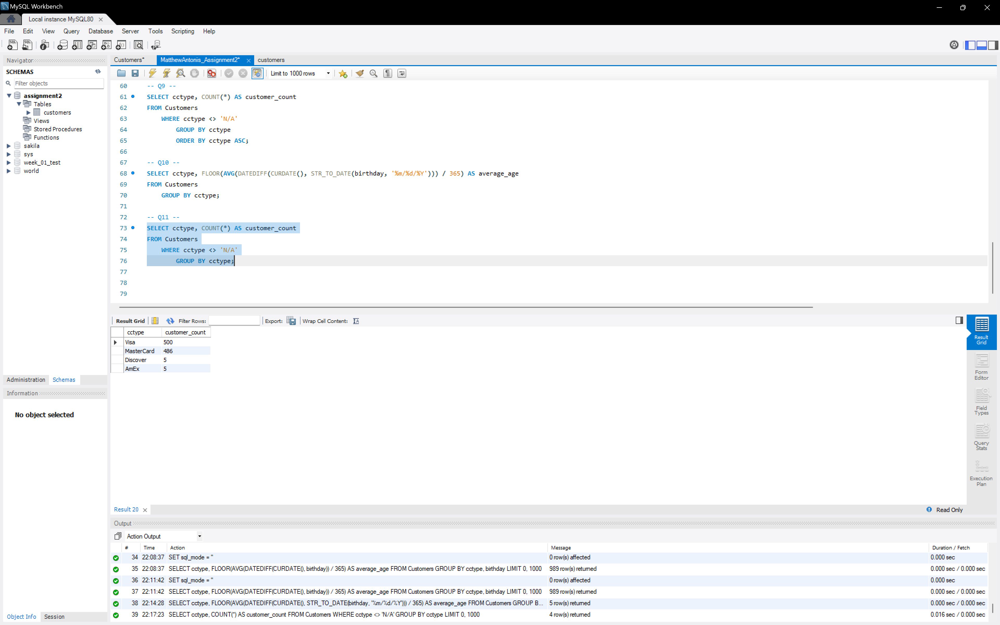 MySQL Workbench
Local instance MySQL80
File Edit View Query Database Server Tools Scripting Help
Navigator
SCHEMAS
Filter objects
assignment2
Tables
customers
Views
Stored Procedures
Functions
sakila
sys
week_01_test
world
Administration Schemas
Information
No object selected
Object Info Session
Customers* MatthewAntonis_Assignment2* customers
Limit to 1000 rows
60 -- Q9 --
61 SELECT cctype, COUNT(*) AS customer_count
62 FROM Customers
63 WHERE cctype <> 'N/A'
64 GROUP BY cctype
65 ORDER BY cctype ASC;
66
67 -- Q10 --
68 SELECT cctype, FLOOR(AVG(DATEDIFF(CURDATE(), STR_TO_DATE(birthday, '%m/%d/%Y'))) / 365) AS average_age
69 FROM Customers
70 GROUP BY cctype;
71
72 -- Q11 --
73 SELECT cctype, COUNT(*) AS customer_count
74 FROM Customers
75 WHERE cctype <> 'N/A'
76 GROUP BY cctype;
77
78
79
Result Grid Filter Rows: Export: Wrap Cell Content:
cctype customer_count
Visa 500
MasterCard 486
Discover 5
AmEx 5
Result Grid
Form Editor
Field Types
Query Stats
Execution Plan
Result 20 Read Only
Output
Action Output
# Time Action Message Duration / Fetch
34 22:08:37 SET sql_mode = '' 0 row(s) affected 0.000 sec
35 22:08:37 SELECT cctype, FLOOR(AVG(DATEDIFF(CURDATE(), birthday)) / 365) AS average_age FROM Customers GROUP BY cctype, birthday LIMIT 0, 1000 989 row(s) returned 0.000 sec / 0.000 sec
36 22:11:42 SET sql_mode = '' 0 row(s) affected 0.000 sec
37 22:11:42 SELECT cctype, FLOOR(AVG(DATEDIFF(CURDATE(), birthday)) / 365) AS average_age FROM Customers GROUP BY cctype, birthday LIMIT 0, 1000 989 row(s) returned 0.000 sec / 0.000 sec
38 22:14:28 SELECT cctype, FLOOR(AVG(DATEDIFF(CURDATE(), STR_TO_DATE(birthday, '%m/%d/%Y'))) / 365) AS average_age FROM Customers GROUP B... 5 row(s) returned 0.000 sec / 0.000 sec
39 22:17:23 SELECT cctype, COUNT(*) AS customer_count FROM Customers WHERE cctype <> 'N/A' GROUP BY cctype LIMIT 0, 1000 4 row(s) returned 0.016 sec / 0.000 sec